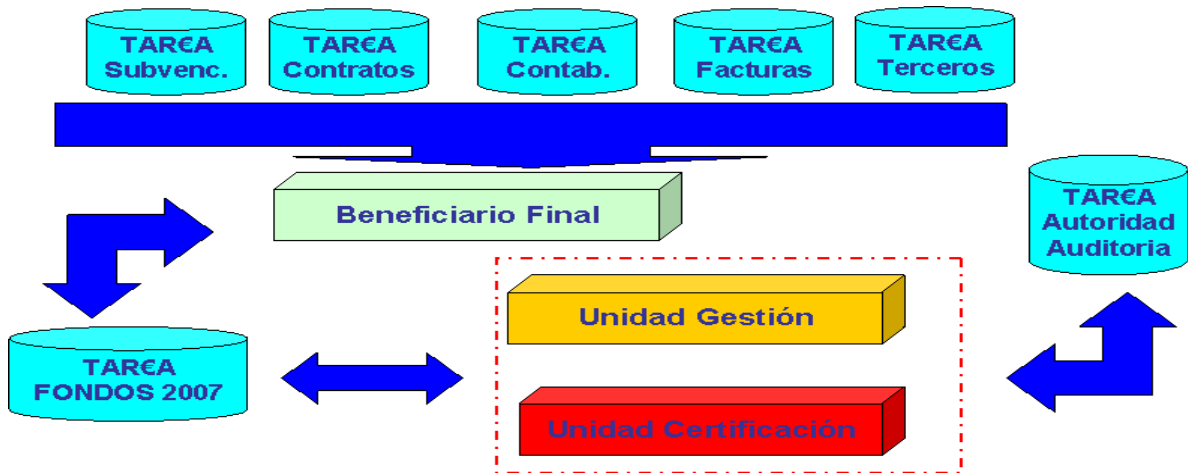 TAR€A
Subvenc.
TAR€A
Contratos
TAR€A
Contab.
TAR€A
Facturas
TAR€A
Terceros
Beneficiario Final
TAR€A
Autoridad
Auditoria
Unidad Gestión
TAR€A
FONDOS 2007
Unidad Certificación